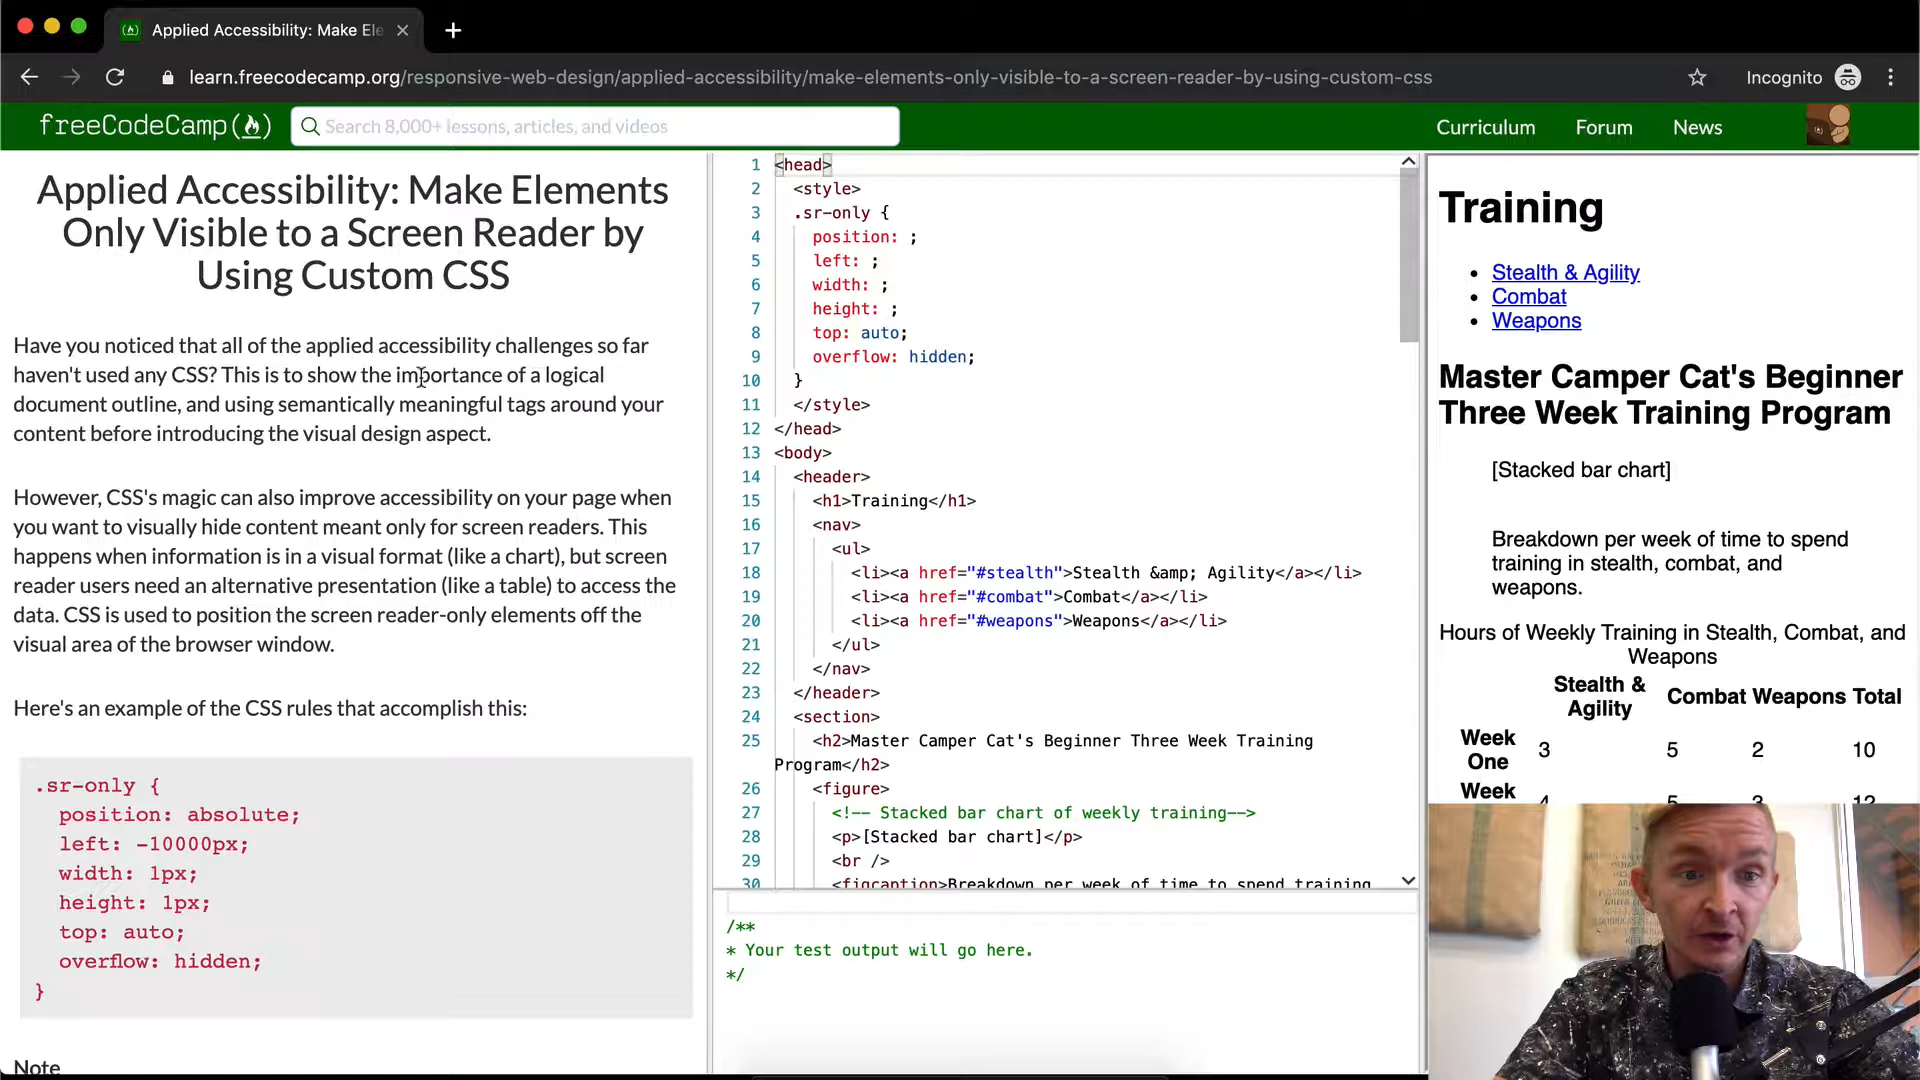 Applied Accessibility: Make Ele
learn.freecodecamp.org/responsive-web-design/applied-accessibility/make-elements-only-visible-to-a-screen-reader-by-using-custom-css
Incognito
freeCodeCamp
Search 8,000+ lessons, articles, and videos
Curriculum
Forum
News
Applied Accessibility: Make Elements
Only Visible to a Screen Reader by
Using Custom CSS
Have you noticed that all of the applied accessibility challenges so far
haven't used any CSS? This is to show the importance of a logical
document outline, and using semantically meaningful tags around your
content before introducing the visual design aspect.
However, CSS's magic can also improve accessibility on your page when
you want to visually hide content meant only for screen readers. This
happens when information is in a visual format (like a chart), but screen
reader users need an alternative presentation (like a table) to access the
data. CSS is used to position the screen reader-only elements off the
visual area of the browser window.
Here's an example of the CSS rules that accomplish this:
.sr-only {
position: absolute;
left: -10000px;
width: 1px;
height: 1px;
top: auto;
overflow: hidden;
}
Note
1 <head>
2 <style>
3 .sr-only {
4 position: ;
5 left: ;
6 width: ;
7 height: ;
8 top: auto;
9 overflow: hidden;
10 }
11 </style>
12 </head>
13 <body>
14 <header>
15 <h1>Training</h1>
16 <nav>
17 <ul>
18 <li><a href="#stealth">Stealth &amp; Agility</a></li>
19 <li><a href="#combat">Combat</a></li>
20 <li><a href="#weapons">Weapons</a></li>
21 </ul>
22 </nav>
23 </header>
24 <section>
25 <h2>Master Camper Cat's Beginner Three Week Training
Program</h2>
26 <figure>
27 <!-- Stacked bar chart of weekly training-->
28 <p>[Stacked bar chart]</p>
29 <br />
30 <figcaption>Breakdown per week of time to spend training
/**
* Your test output will go here.
*/
Training
Stealth & Agility
Combat
Weapons
Master Camper Cat's Beginner
Three Week Training Program
[Stacked bar chart]
Breakdown per week of time to spend
training in stealth, combat, and
weapons.
Hours of Weekly Training in Stealth, Combat, and
Weapons
Stealth &
Agility
Combat Weapons Total
Week
One
3 5 2 10
Week
4 5 3 12